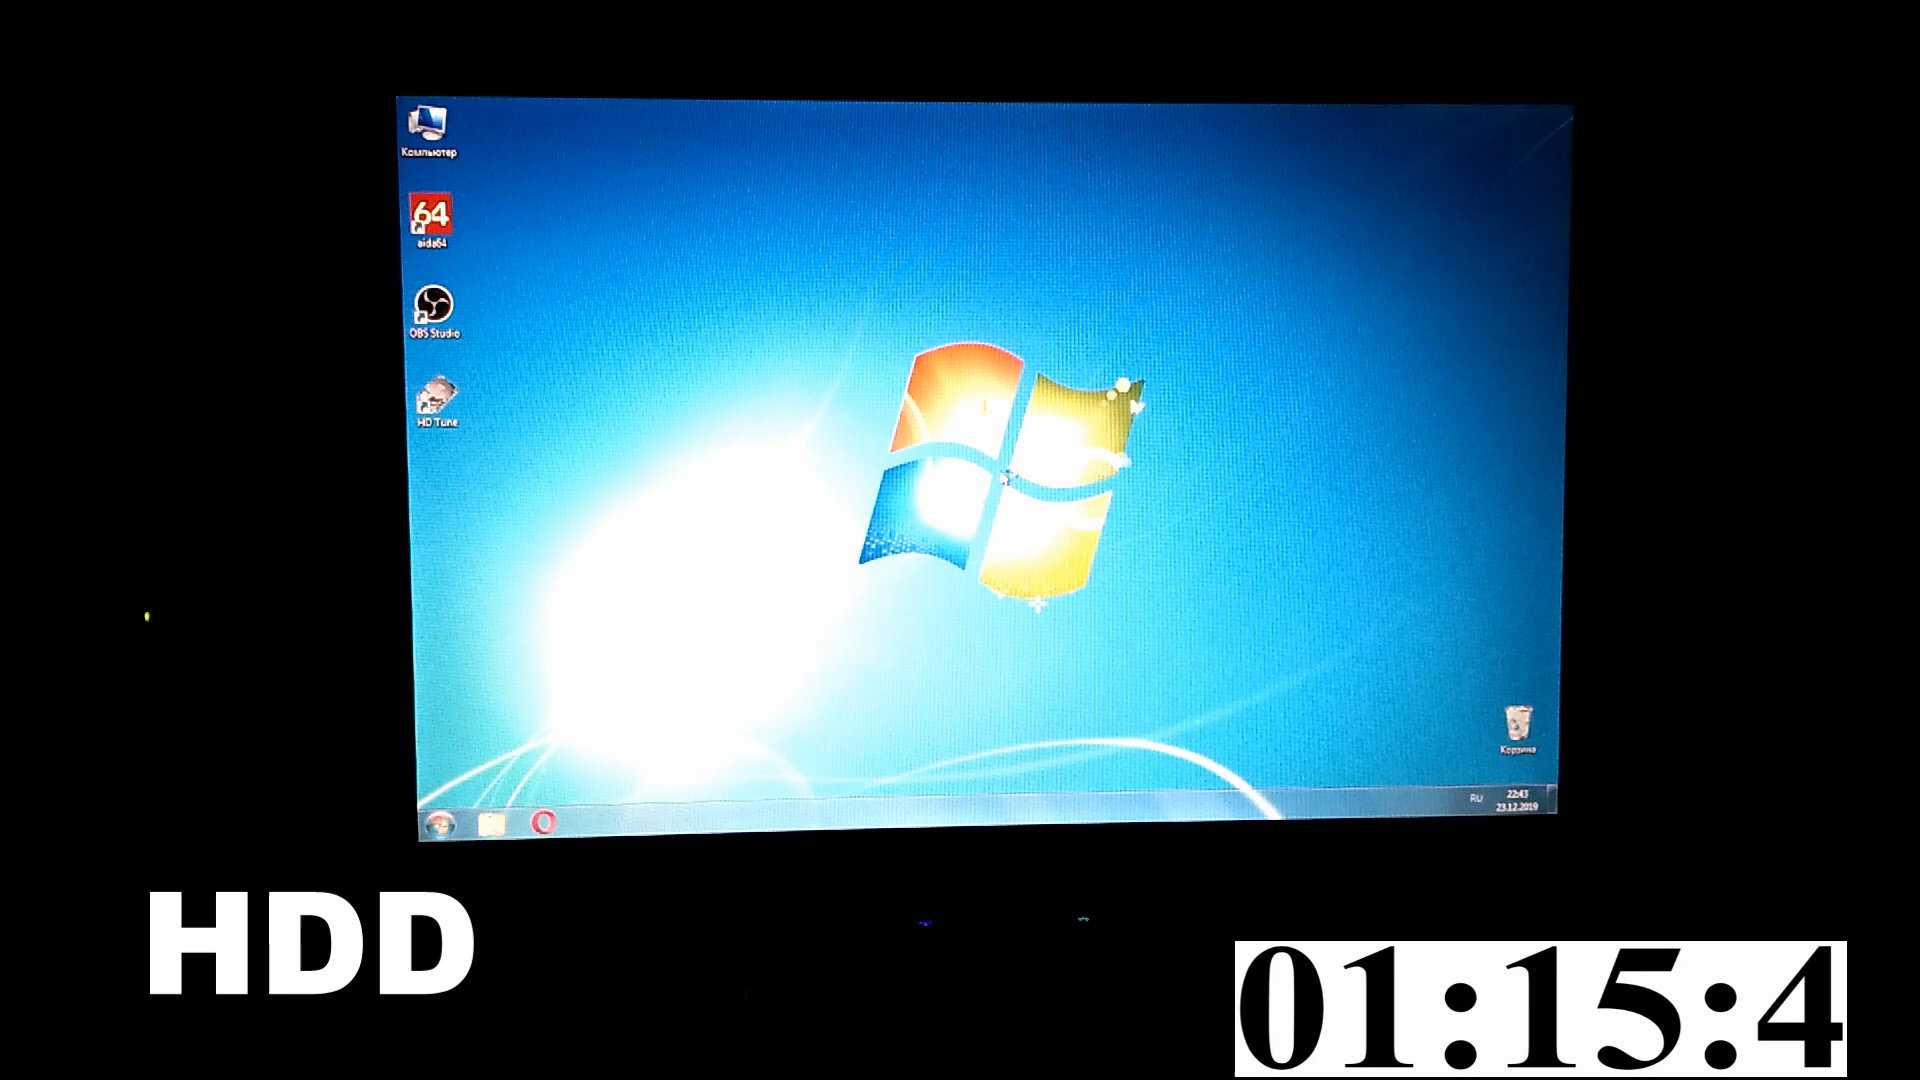 Компьютер
64
aida64
OBS Studio
HD Tune
Корзина
RU
22:43
23.12.2019
HDD
01:15:4